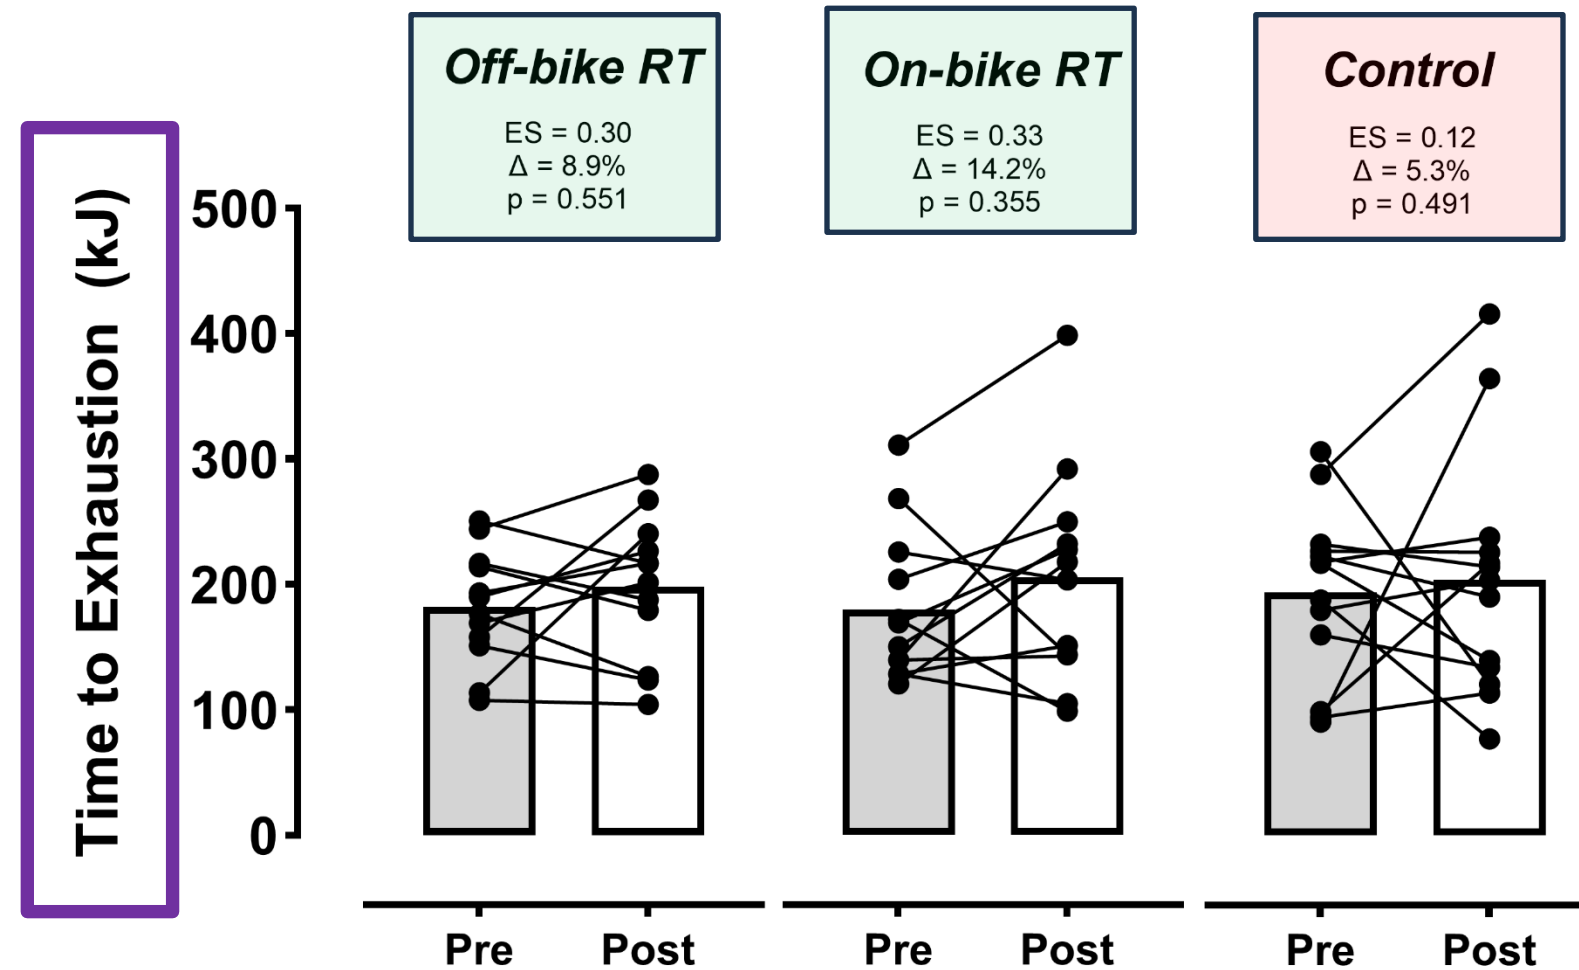 Off-bike RT
ES = 0.30
Δ = 8.9%
p = 0.551
On-bike RT
ES = 0.33
Δ = 14.2%
p = 0.355
Control
ES = 0.12
Δ = 5.3%
p = 0.491
Time to Exhaustion (kJ)
500
400
300
200
100
0
Pre Post
Pre Post
Pre Post